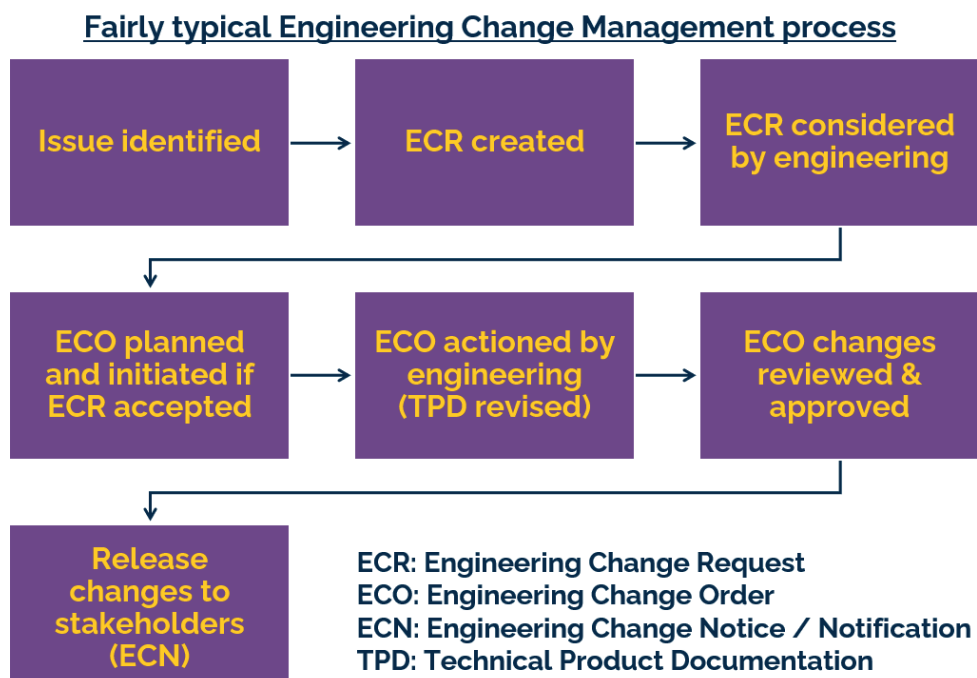 Fairly typical Engineering Change Management process
Issue identified
ECR created
ECR considered
by engineering
ECO planned
and initiated if
ECR accepted
ECO actioned by
engineering
(TPD revised)
ECO changes
reviewed &
approved
Release
changes to
stakeholders
(ECN)
ECR: Engineering Change Request
ECO: Engineering Change Order
ECN: Engineering Change Notice / Notification
TPD: Technical Product Documentation